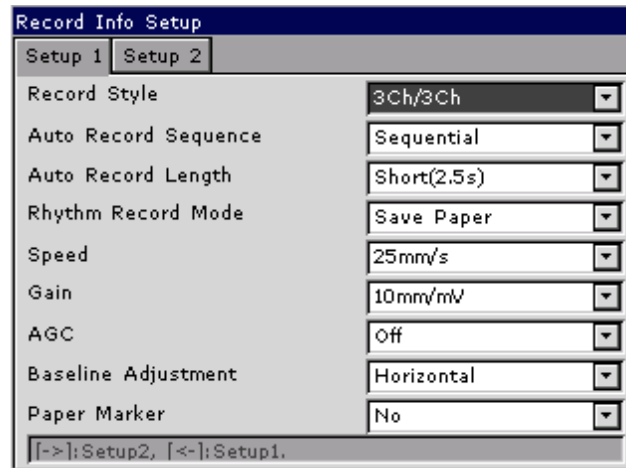 Record Info Setup
Setup 1 Setup 2
Record Style 3Ch/3Ch
Auto Record Sequence Sequential
Auto Record Length Short(2.5s)
Rhythm Record Mode Save Paper
Speed 25mm/s
Gain 10mm/mV
AGC Off
Baseline Adjustment Horizontal
Paper Marker No
[->]:Setup2, [<-]:Setup1.